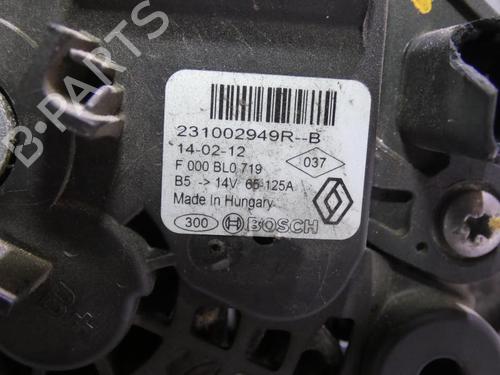 B-PARTS
231002949R--B
14-02-12
037
F 000 BL0 719
B5 -> 14V 65-125A
Made in Hungary
300 BOSCH